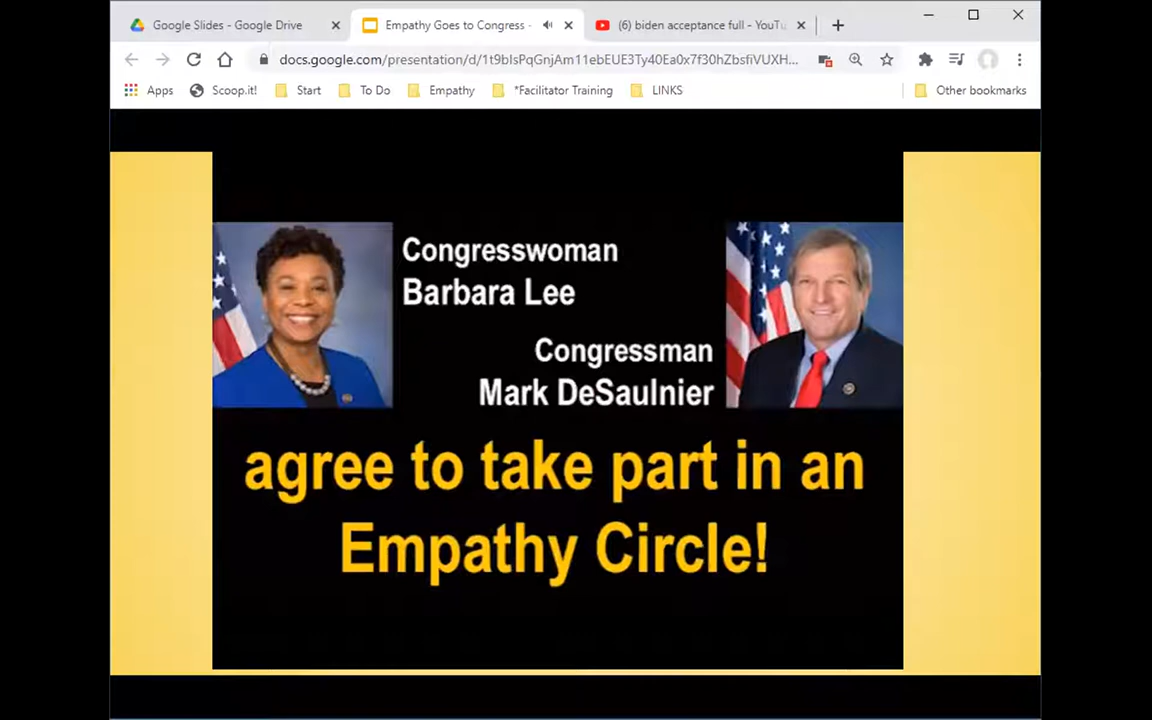 Google Slides - Google Drive
Empathy Goes to Congress -
(6) biden acceptance full - YouTu
docs.google.com/presentation/d/1t9bIsPqGnjAm11ebEUE3Ty40Ea0x7f30hZbsfiVUXH...
Apps
Scoop.it!
Start
To Do
Empathy
*Facilitator Training
LINKS
Other bookmarks
Congresswoman
Barbara Lee
Congressman
Mark DeSaulnier
agree to take part in an
Empathy Circle!